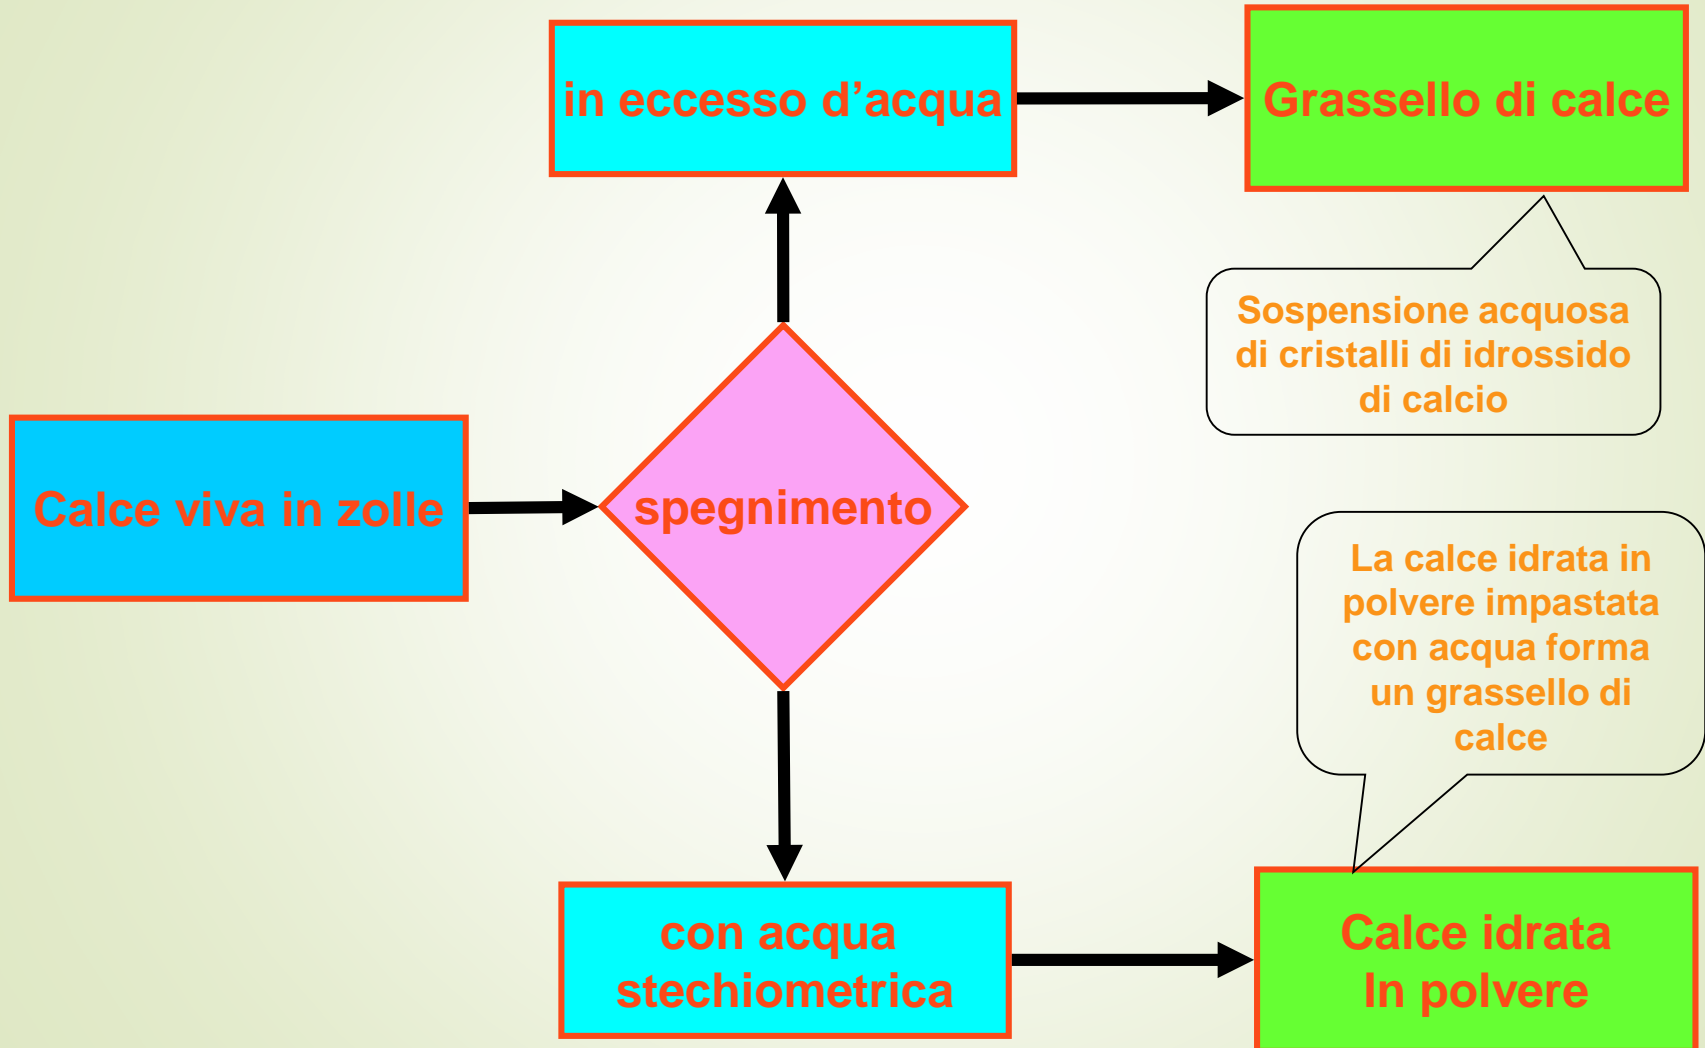 in eccesso d’acqua
Grassello di calce
Sospensione acquosa
di cristalli di idrossido
di calcio
Calce viva in zolle
spegnimento
La calce idrata in
polvere impastata
con acqua forma
un grassello di
calce
con acqua
stechiometrica
Calce idrata
In polvere